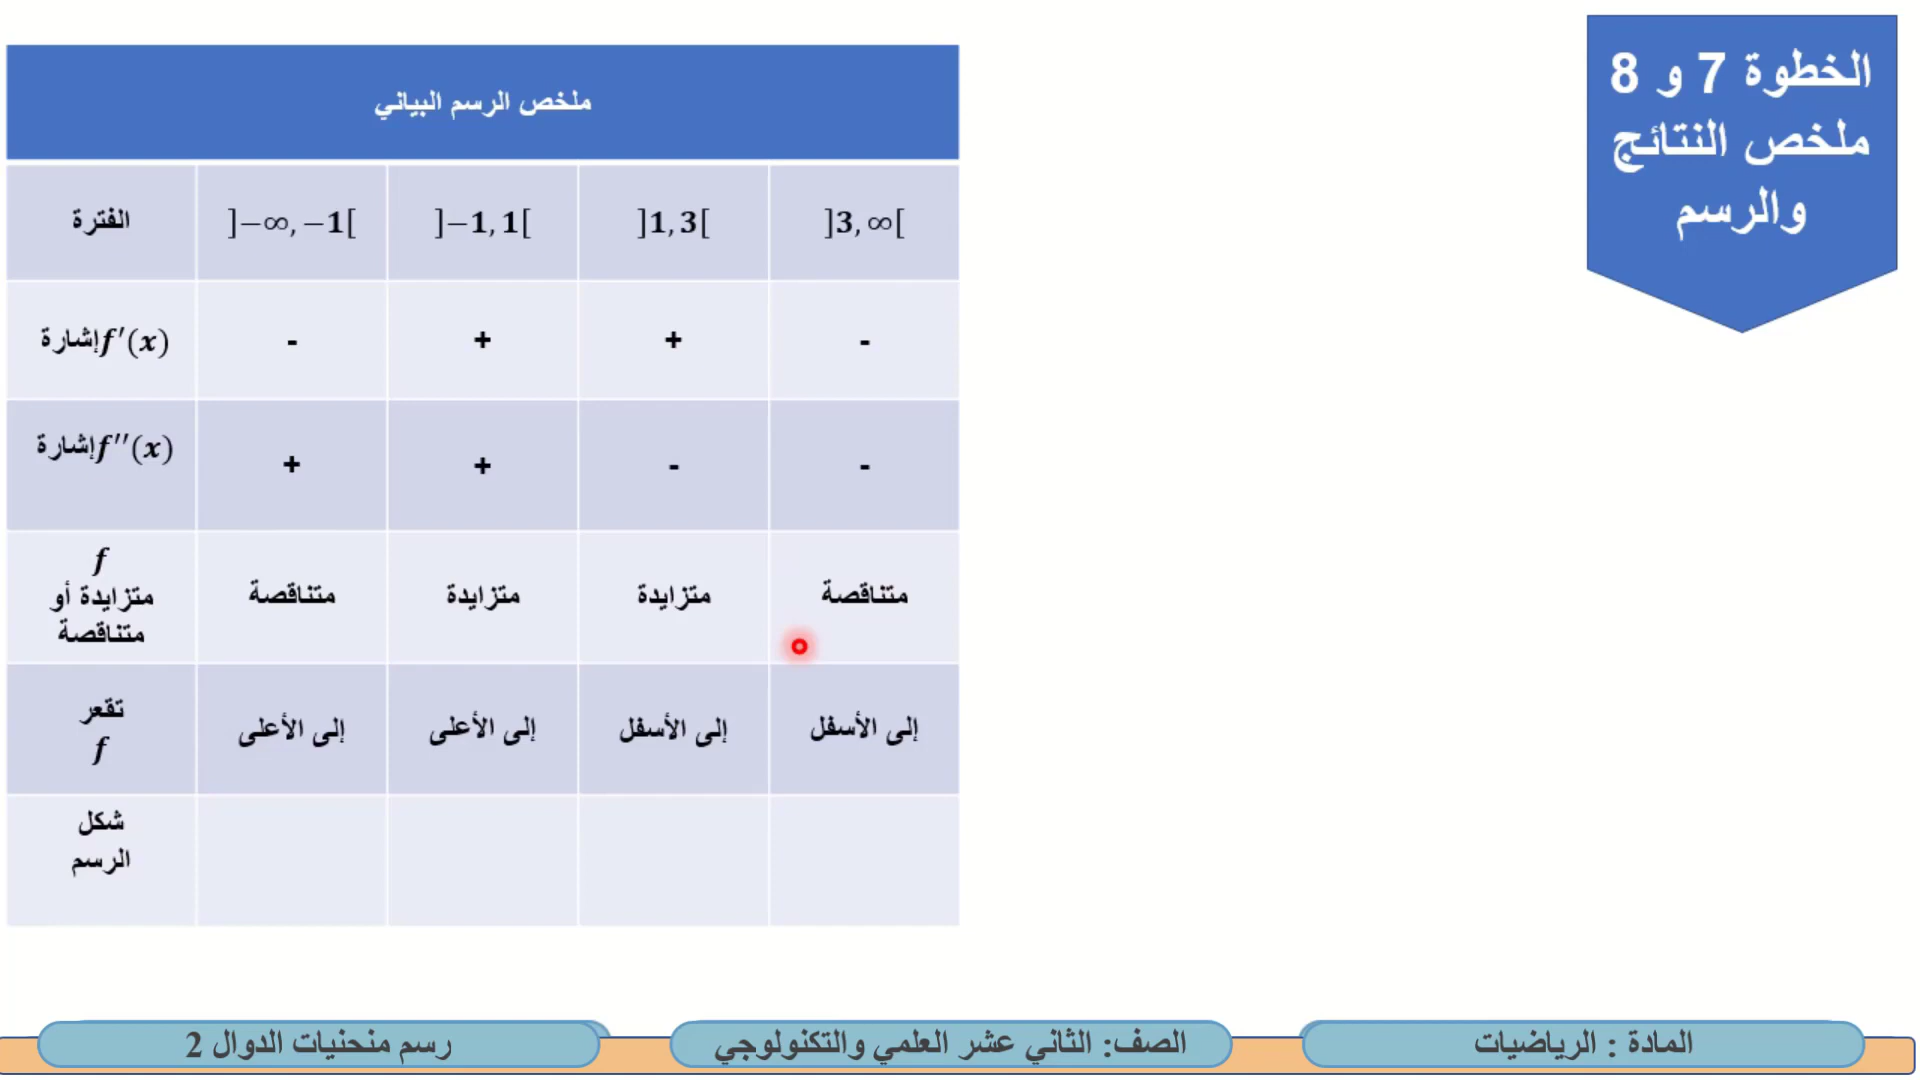 الخطوة 7 و 8
ملخص النتائج
والرسم
ملخص الرسم البياني
الفترة ]−∞, −1[ ]−1, 1[ ]1, 3[ ]3, ∞[
إشارة f′(x) - + + -
إشارة f′′(x) + + - -
f
متزايدة أو
متناقصة
متناقصة متزايدة متزايدة متناقصة
تقعر
f
إلى الأعلى إلى الأعلى إلى الأسفل إلى الأسفل
شكل
الرسم
المادة : الرياضيات
الصف: الثاني عشر العلمي والتكنولوجي
رسم منحنيات الدوال 2